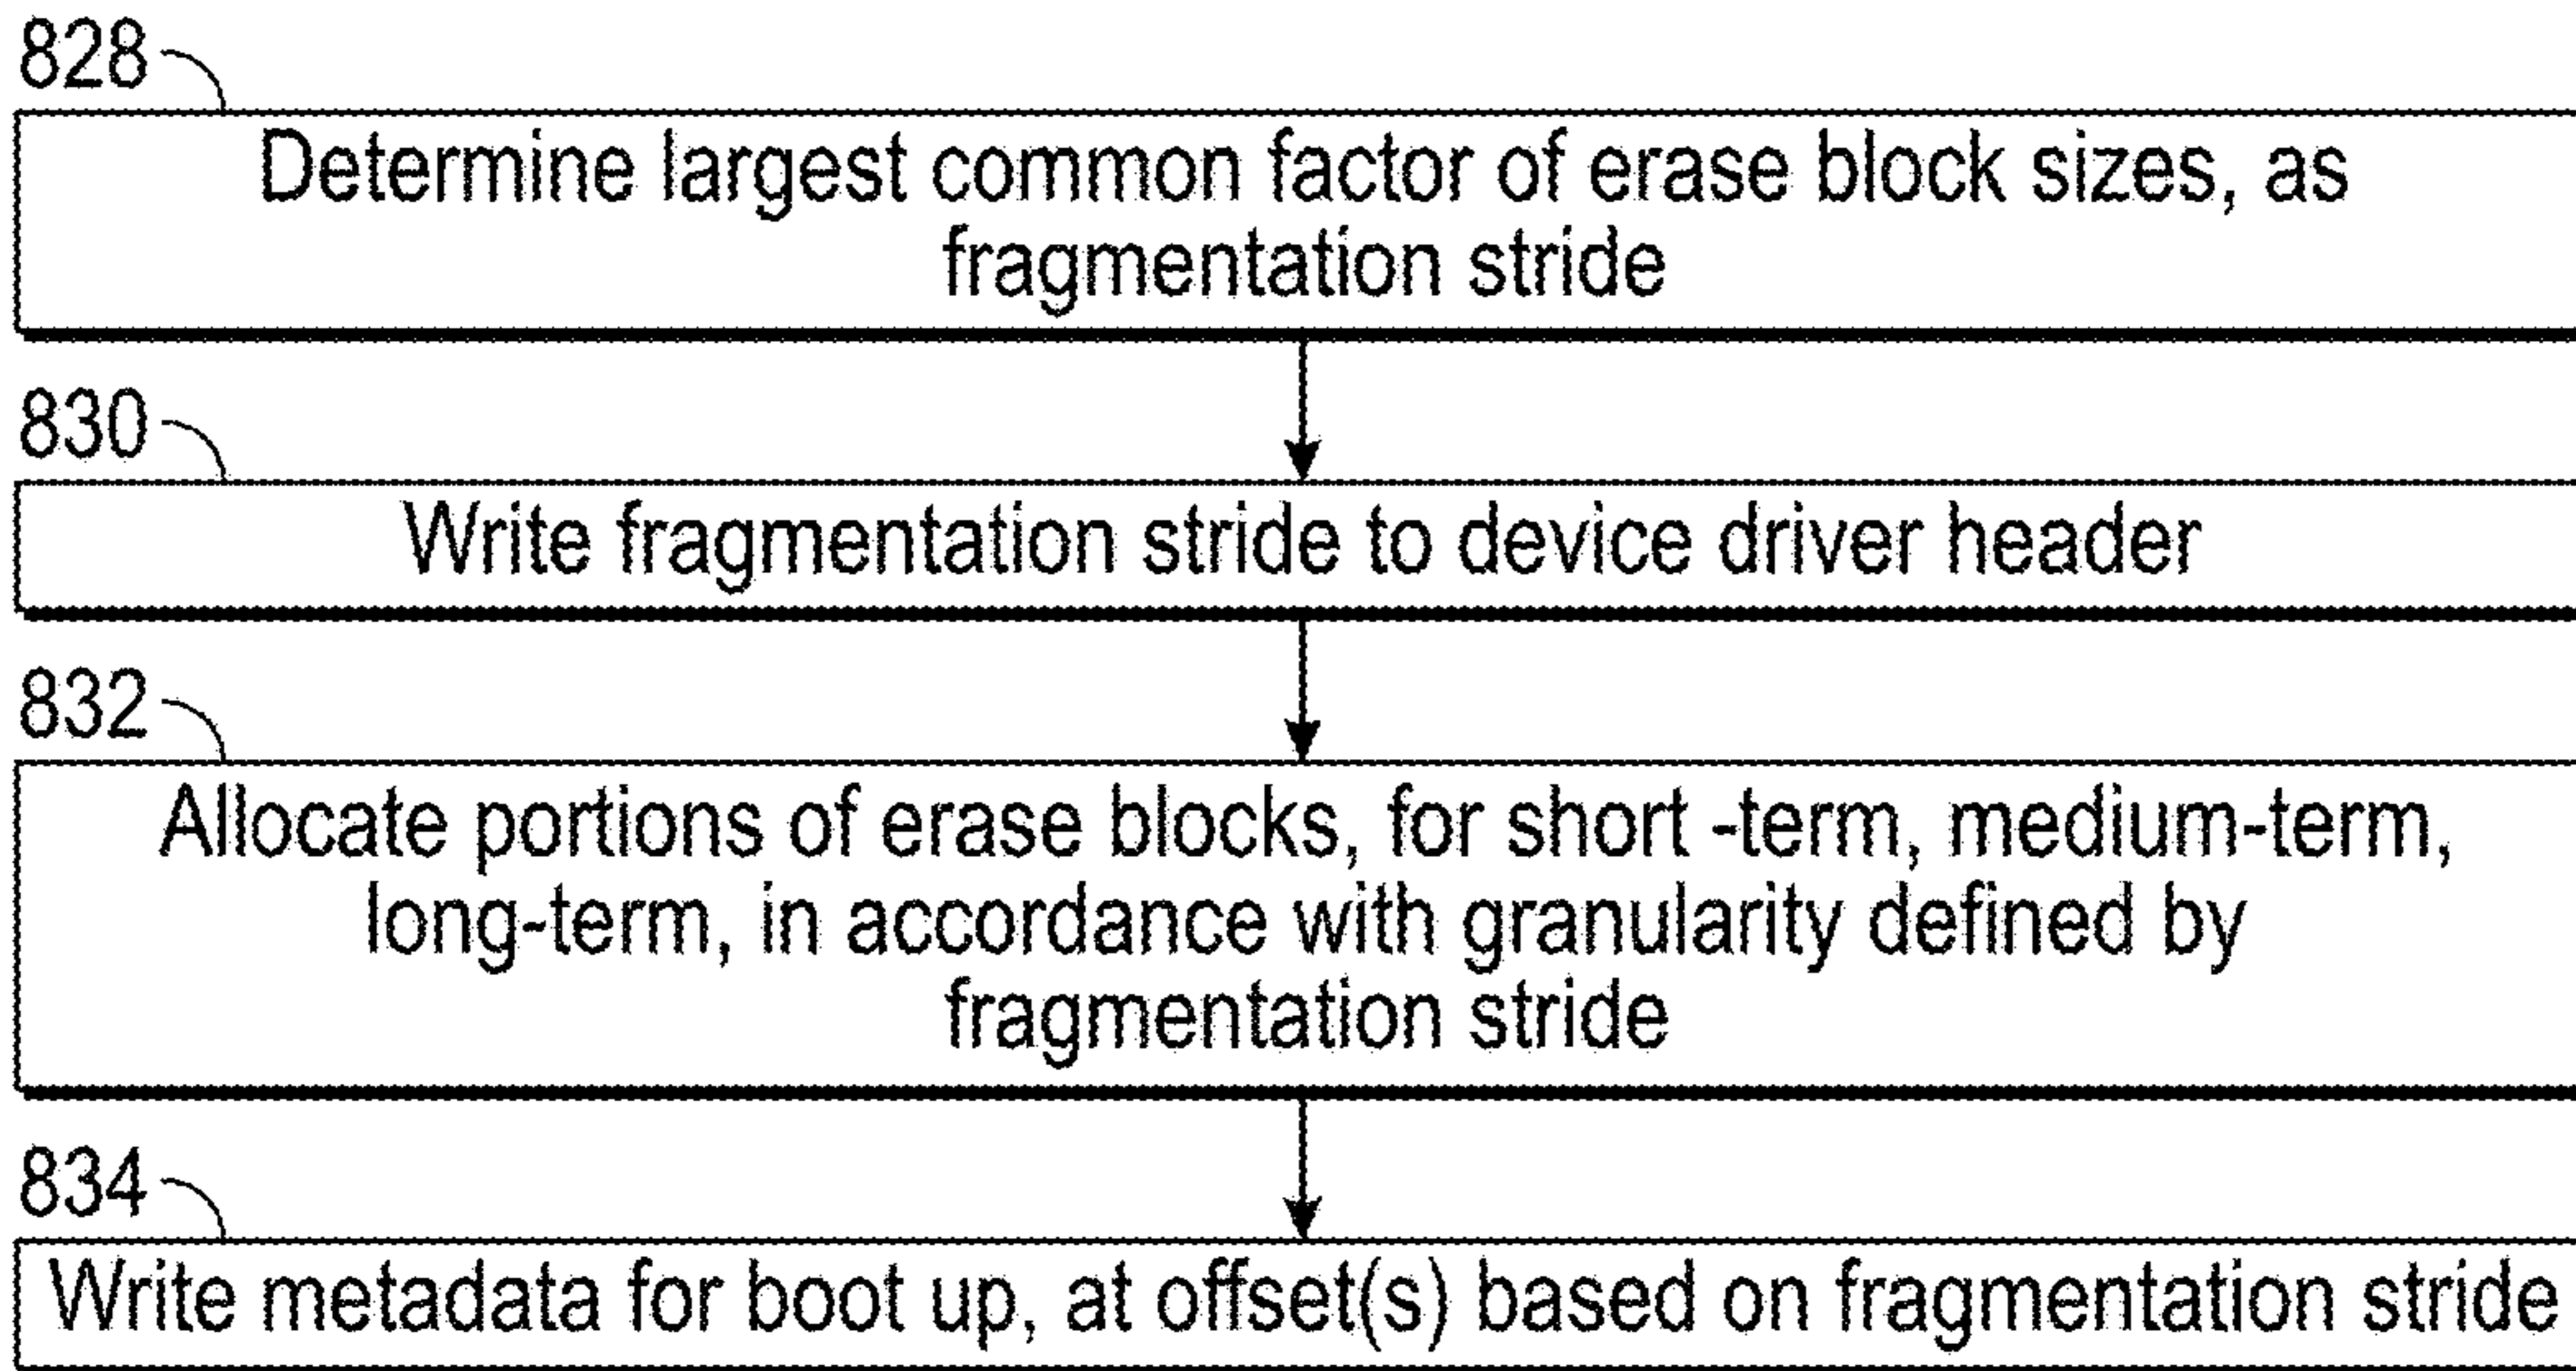 828
Determine largest common factor of erase block sizes, as
fragmentation stride
830
Write fragmentation stride to device driver header
832
Allocate portions of erase blocks, for short -term, medium-term,
long-term, in accordance with granularity defined by
fragmentation stride
834
Write metadata for boot up, at offset(s) based on fragmentation stride